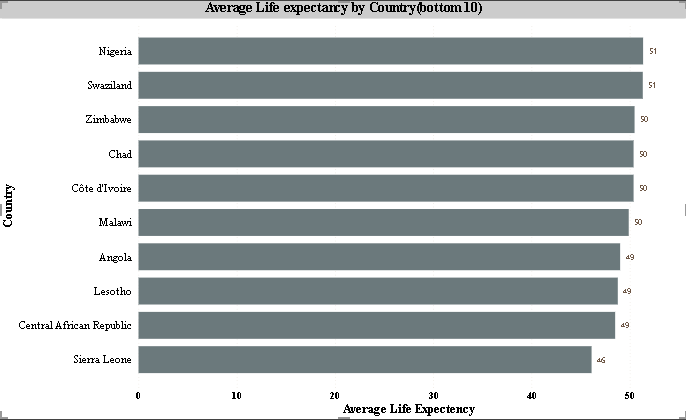 Average Life expectancy by Country(bottom 10)
Nigeria 51
Swaziland 51
Zimbabwe 50
Chad 50
Côte d'Ivoire 50
Malawi 50
Angola 49
Lesotho 49
Central African Republic 49
Sierra Leone 46
Country
0 10 20 30 40 50
Average Life Expectency